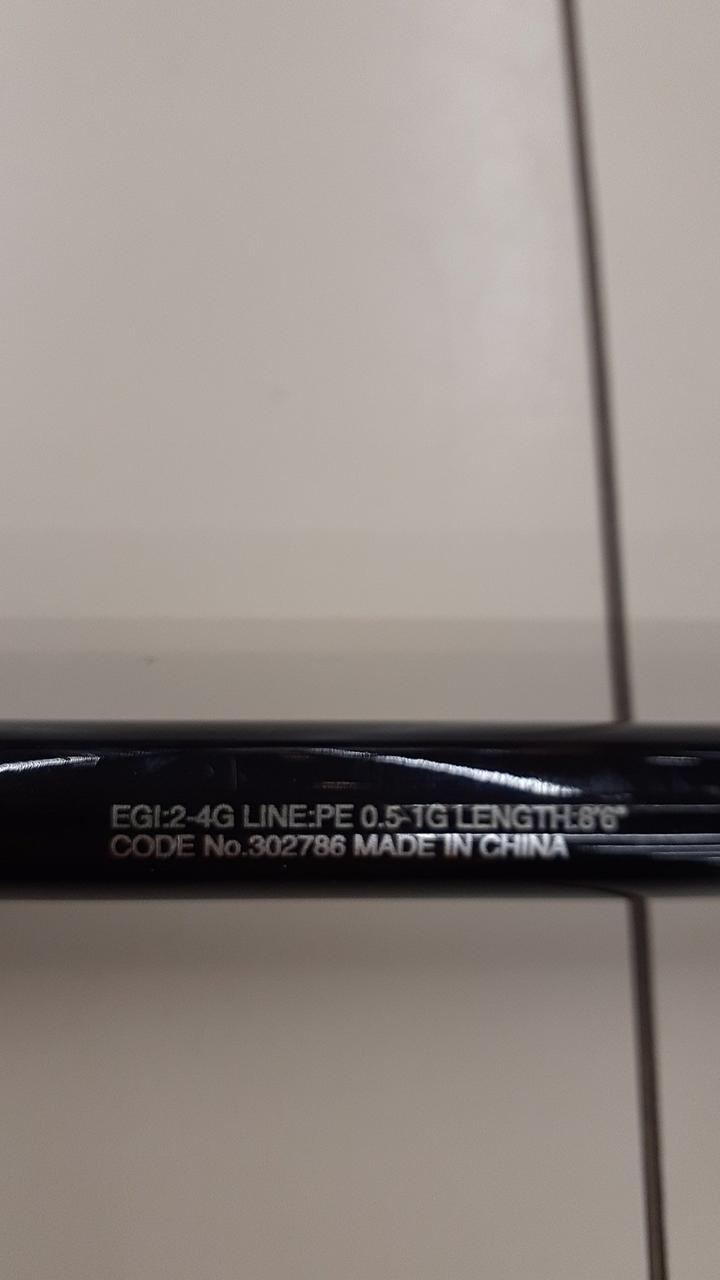 EGI:2-4G LINE:PE 0.5-1G LENGTH:8'6"
CODE No.302786 MADE IN CHINA